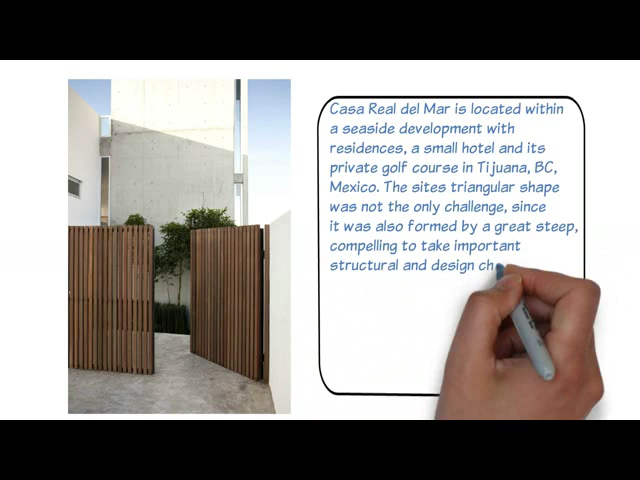 Casa Real del Mar is located within
a seaside development with
residences, a small hotel and its
private golf course in Tijuana, BC,
Mexico. The sites triangular shape
was not the only challenge, since
it was also formed by a great steep,
compelling to take important
structural and design ch